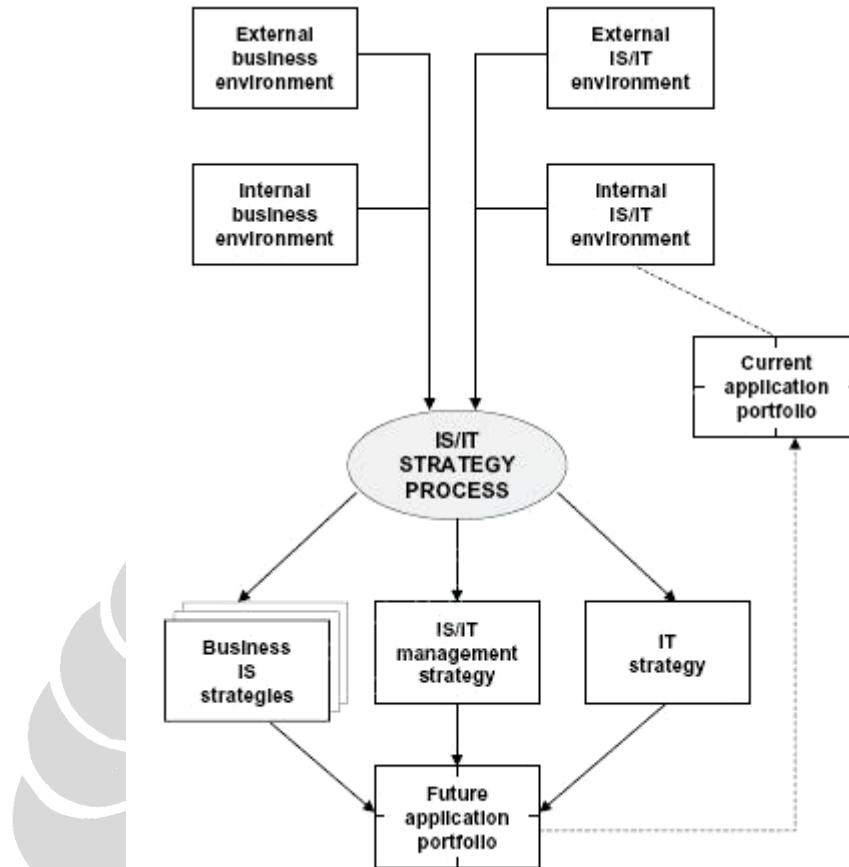 External
business
environment
External
IS/IT
environment
Internal
business
environment
Internal
IS/IT
environment
Current
application
portfolio
IS/IT
STRATEGY
PROCESS
Business
IS
strategies
IS/IT
management
strategy
IT
strategy
Future
application
portfolio